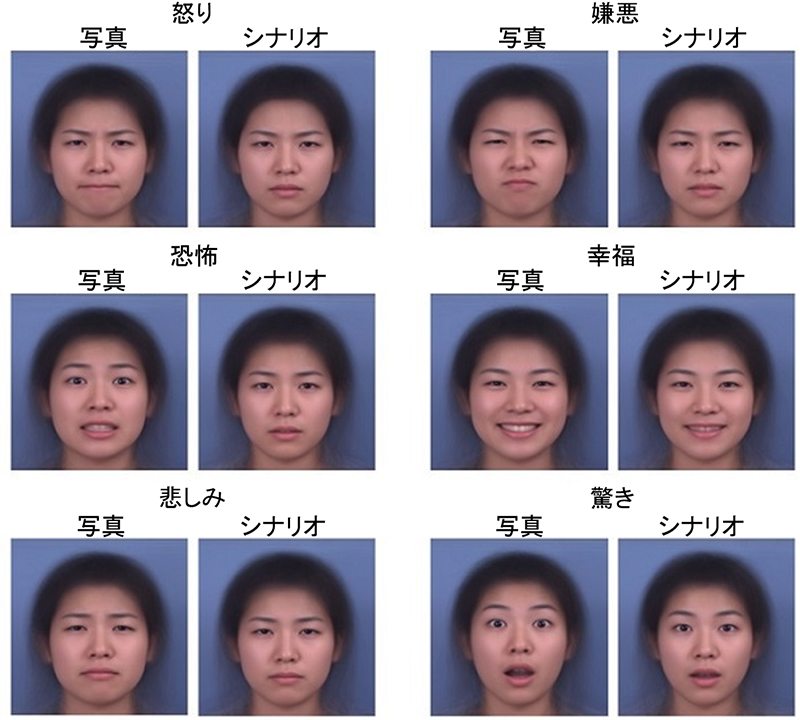 怒り
写真 シナリオ
嫌悪
写真 シナリオ
恐怖
写真 シナリオ
幸福
写真 シナリオ
悲しみ
写真 シナリオ
驚き
写真 シナリオ